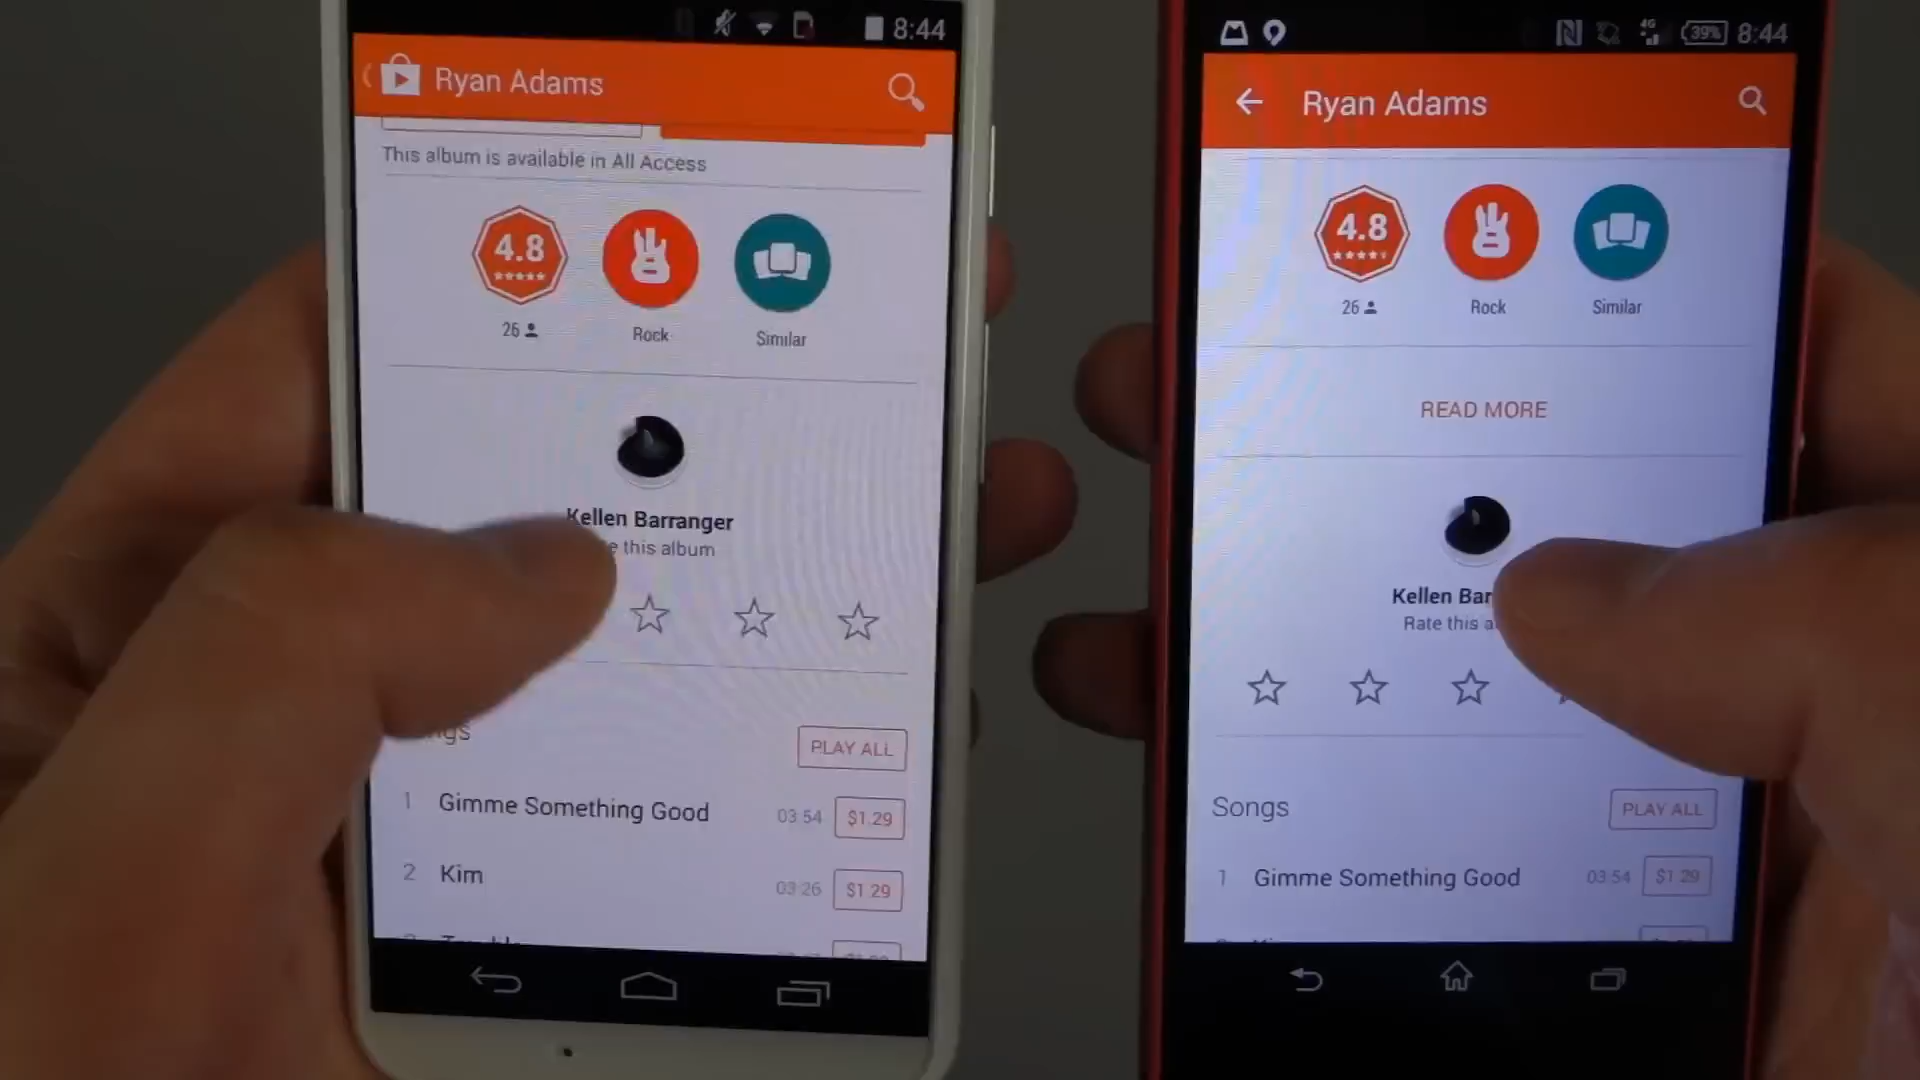 8:44
Ryan Adams
This album is available in All Access
4.8
26
Rock
Similar
Kellen Barranger
this album
PLAY ALL
1 Gimme Something Good 03:54 $1.29
2 Kim 03:26 $1.29
4G 39% 8:44
Ryan Adams
4.8
26
Rock
Similar
READ MORE
Kellen Bar
Rate this a
Songs PLAY ALL
1 Gimme Something Good 03:54 $1.29